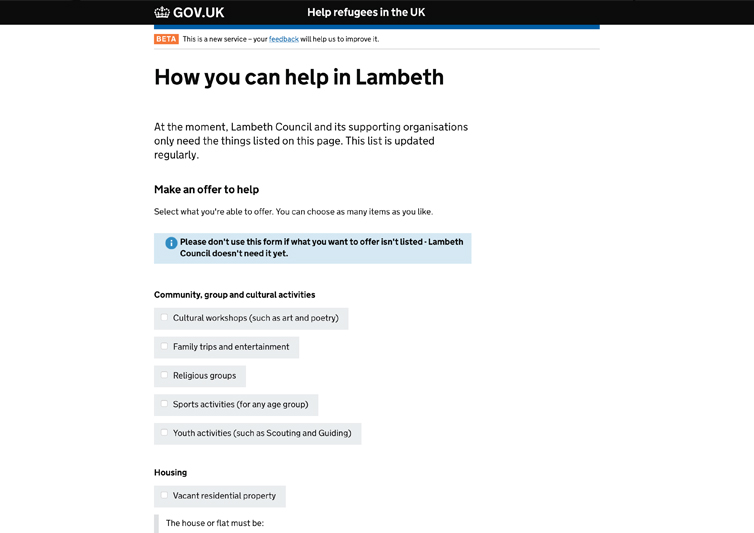 GOV.UK
Help refugees in the UK
BETA This is a new service – your feedback will help us to improve it.
How you can help in Lambeth
At the moment, Lambeth Council and its supporting organisations
only need the things listed on this page. This list is updated
regularly.
Make an offer to help
Select what you're able to offer. You can choose as many items as you like.
Please don't use this form if what you want to offer isn't listed - Lambeth
Council doesn't need it yet.
Community, group and cultural activities
Cultural workshops (such as art and poetry)
Family trips and entertainment
Religious groups
Sports activities (for any age group)
Youth activities (such as Scouting and Guiding)
Housing
Vacant residential property
The house or flat must be: